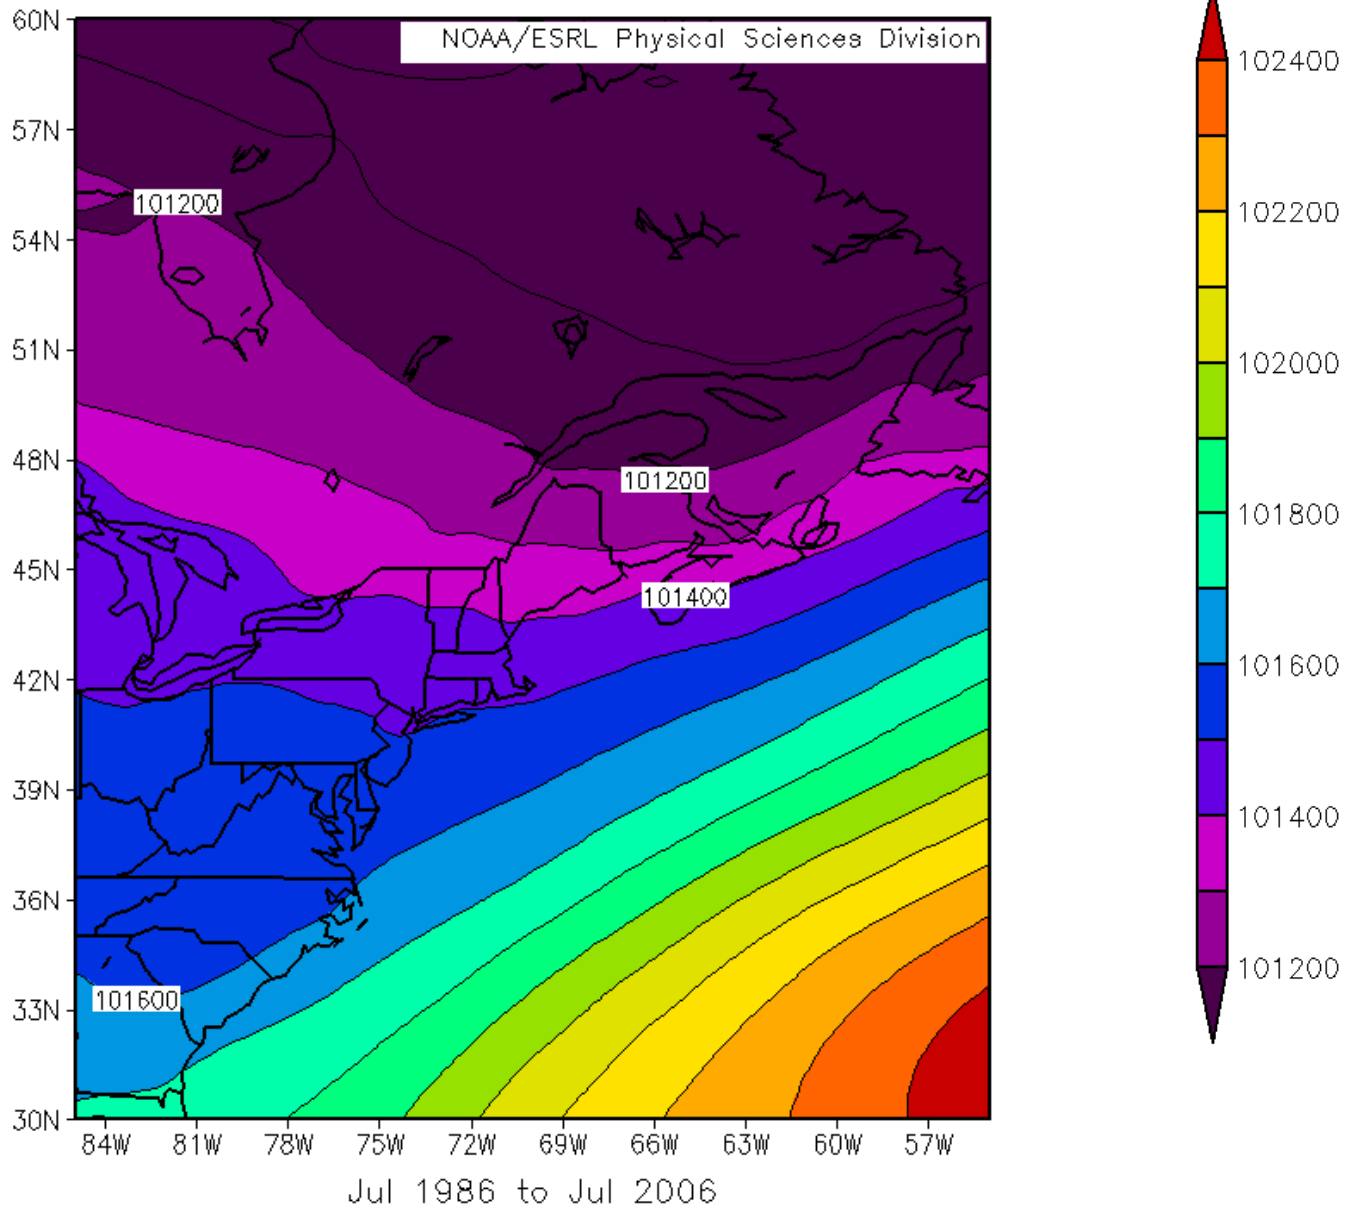 NOAA/ESRL Physical Sciences Division
60N
57N
54N
51N
48N
45N
42N
39N
36N
33N
30N
101200
101200
101400
101600
84W 81W 78W 75W 72W 69W 66W 63W 60W 57W
Jul 1986 to Jul 2006
102400
102200
102000
101800
101600
101400
101200